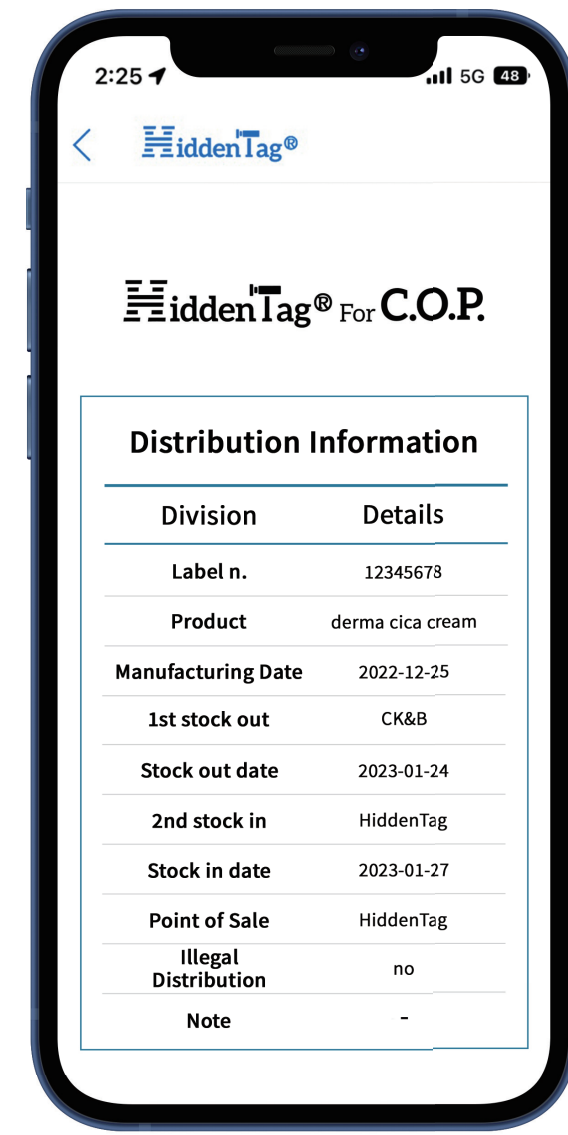 2:25 5G 48
HiddenTag®
HiddenTag® For C.O.P.
Distribution Information
Division Details
Label n. 12345678
Product derma cica cream
Manufacturing Date 2022-12-25
1st stock out CK&B
Stock out date 2023-01-24
2nd stock in HiddenTag
Stock in date 2023-01-27
Point of Sale HiddenTag
Illegal
Distribution no
Note -